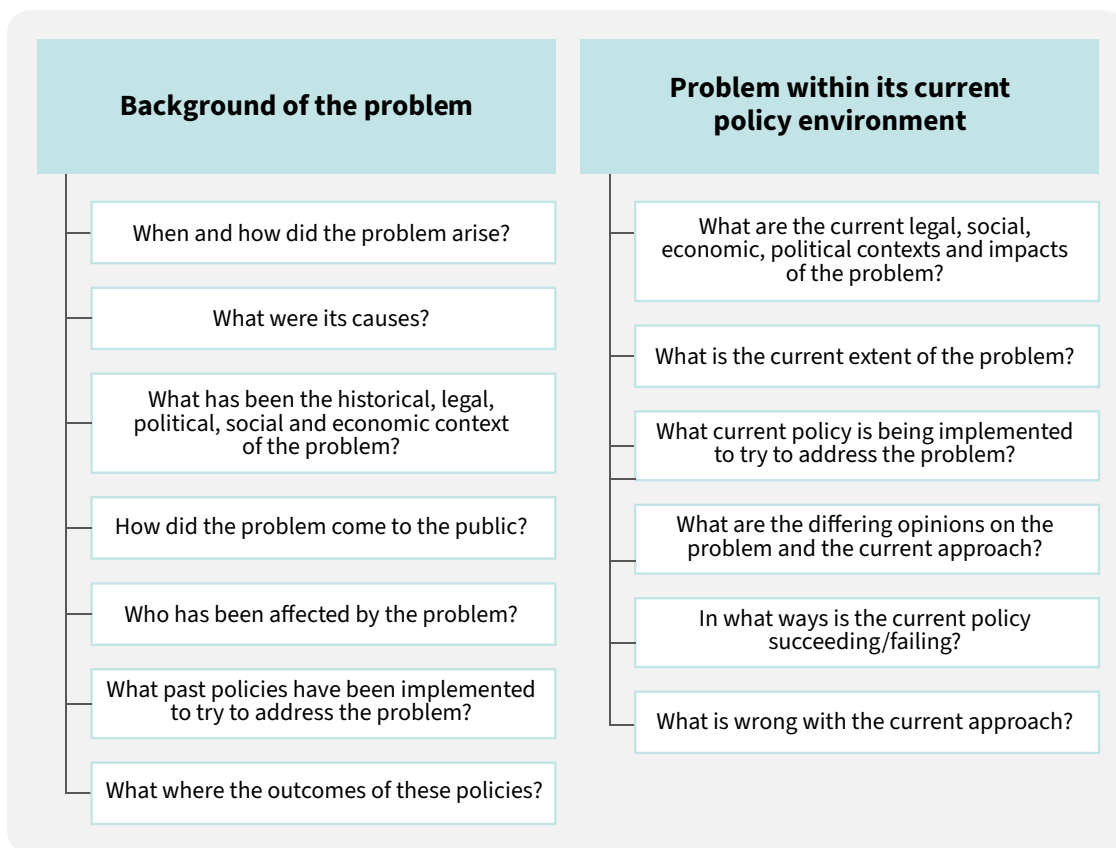 Background of the problem
When and how did the problem arise?
What were its causes?
What has been the historical, legal,
political, social and economic context
of the problem?
How did the problem come to the public?
Who has been affected by the problem?
What past policies have been implemented
to try to address the problem?
What where the outcomes of these policies?
Problem within its current
policy environment
What are the current legal, social,
economic, political contexts and impacts
of the problem?
What is the current extent of the problem?
What current policy is being implemented
to try to address the problem?
What are the differing opinions on the
problem and the current approach?
In what ways is the current policy
succeeding/failing?
What is wrong with the current approach?